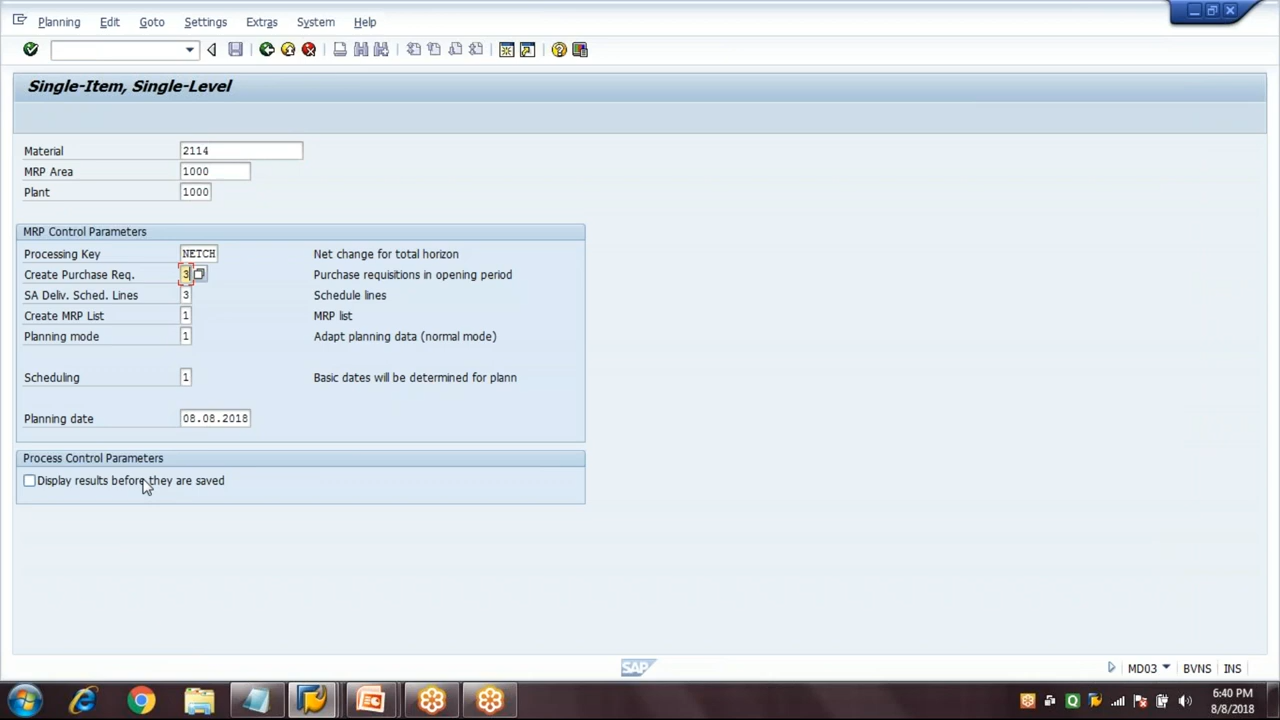 Planning Edit Goto Settings Extras System Help
Single-Item, Single-Level
Material 2114
MRP Area 1000
Plant 1000
MRP Control Parameters
Processing Key NETCH Net change for total horizon
Create Purchase Req. 3 Purchase requisitions in opening period
SA Deliv. Sched. Lines 3 Schedule lines
Create MRP List 1 MRP list
Planning mode 1 Adapt planning data (normal mode)
Scheduling 1 Basic dates will be determined for plann
Planning date 08.08.2018
Process Control Parameters
Display results before they are saved
SAP MD03 BVNS INS
6:40 PM
8/8/2018